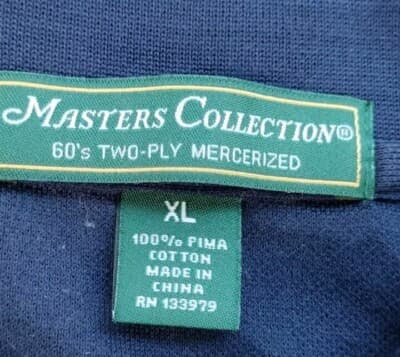 MASTERS COLLECTION®
60's TWO-PLY MERCERIZED
XL
100% PIMA
COTTON
MADE IN
CHINA
RN 133979